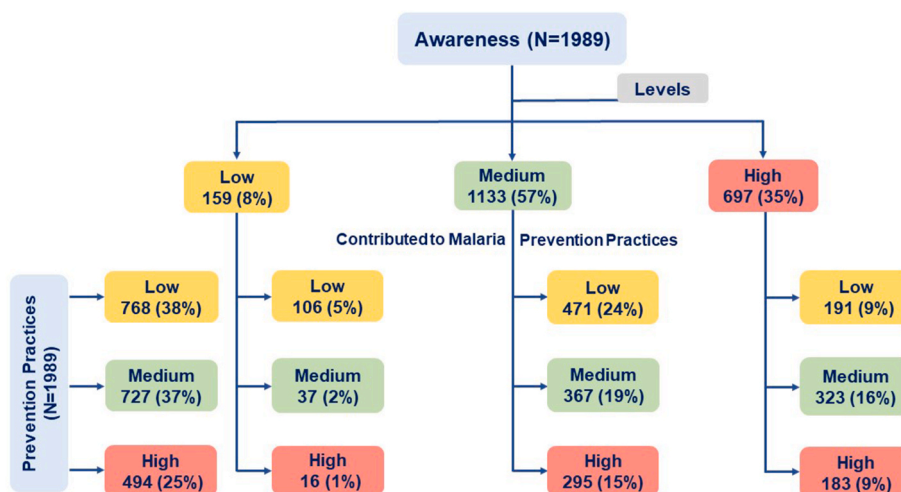 Awareness (N=1989)
Levels
Low
159 (8%)
Medium
1133 (57%)
High
697 (35%)
Contributed to Malaria Prevention Practices
Prevention Practices
(N=1989)
Low
768 (38%)
Low
106 (5%)
Low
471 (24%)
Low
191 (9%)
Medium
727 (37%)
Medium
37 (2%)
Medium
367 (19%)
Medium
323 (16%)
High
494 (25%)
High
16 (1%)
High
295 (15%)
High
183 (9%)